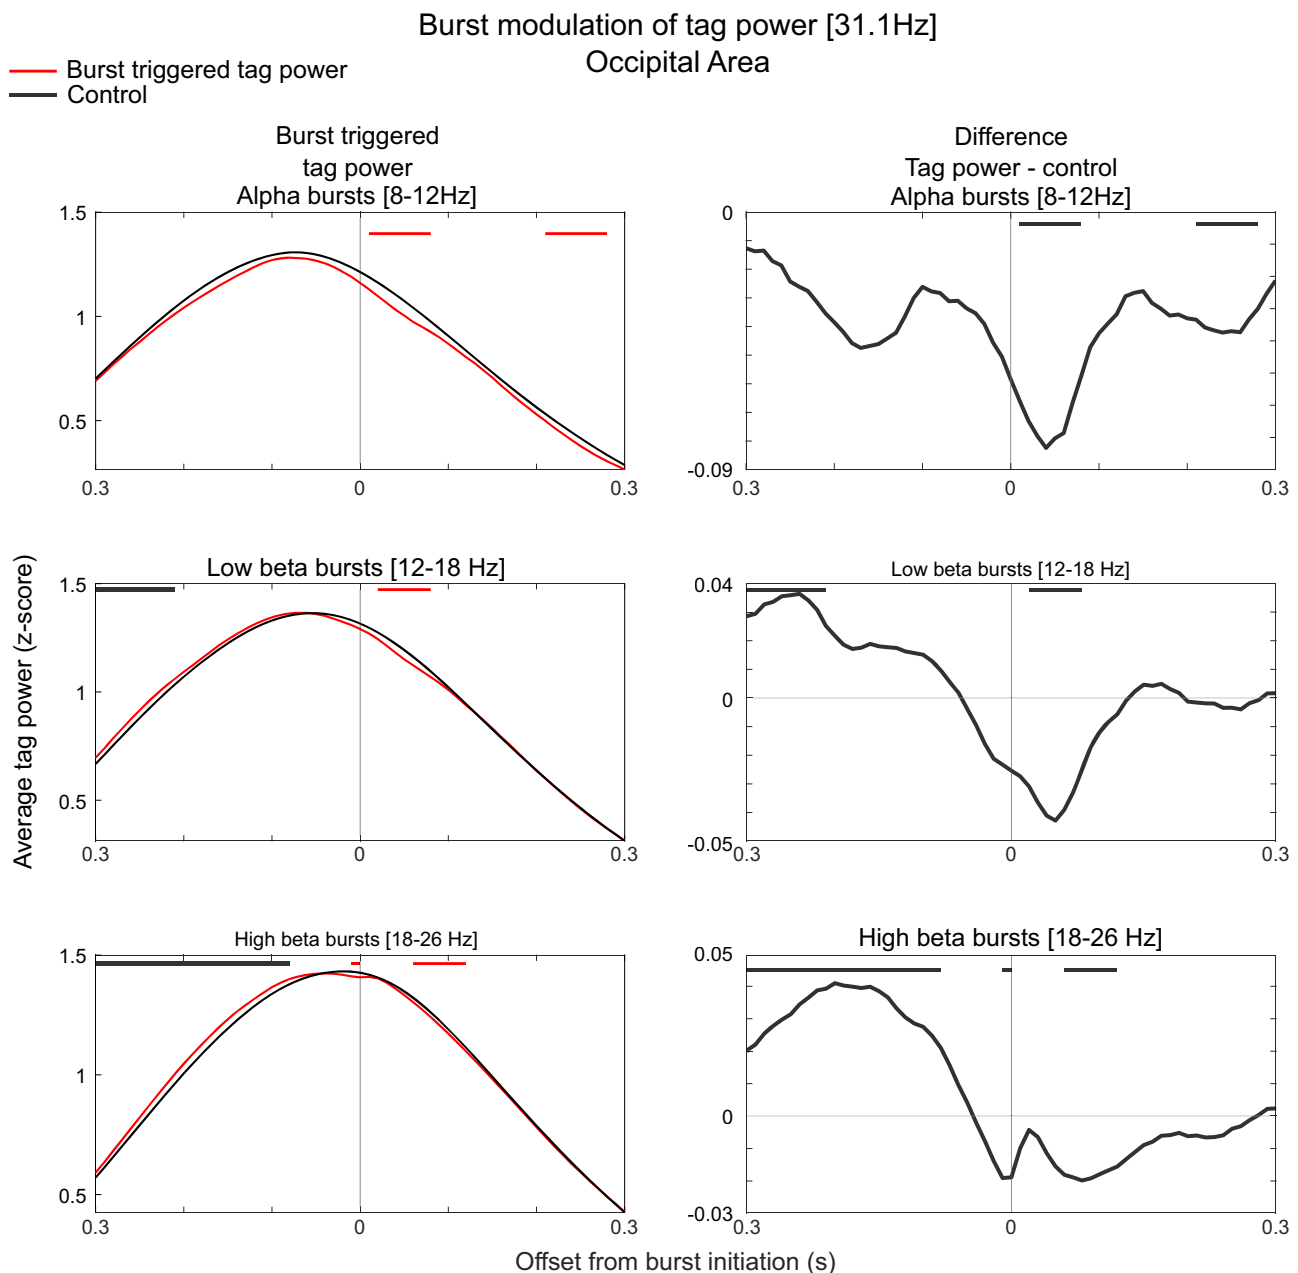 Burst modulation of tag power [31.1Hz]
Occipital Area
Burst triggered tag power
Control
Burst triggered
tag power
Alpha bursts [8-12Hz]
1.5
1
0.5
0.3
0
0.3
Difference
Tag power - control
Alpha bursts [8-12Hz]
0
-0.09
0.3
0
0.3
Average tag power (z-score)
Low beta bursts [12-18 Hz]
1.5
1
0.5
0.3
0
0.3
Low beta bursts [12-18 Hz]
0.04
0
-0.05
0.3
0
0.3
High beta bursts [18-26 Hz]
1.5
1
0.5
0.3
0
0.3
High beta bursts [18-26 Hz]
0.05
0
-0.03
0.3
0
0.3
Offset from burst initiation (s)